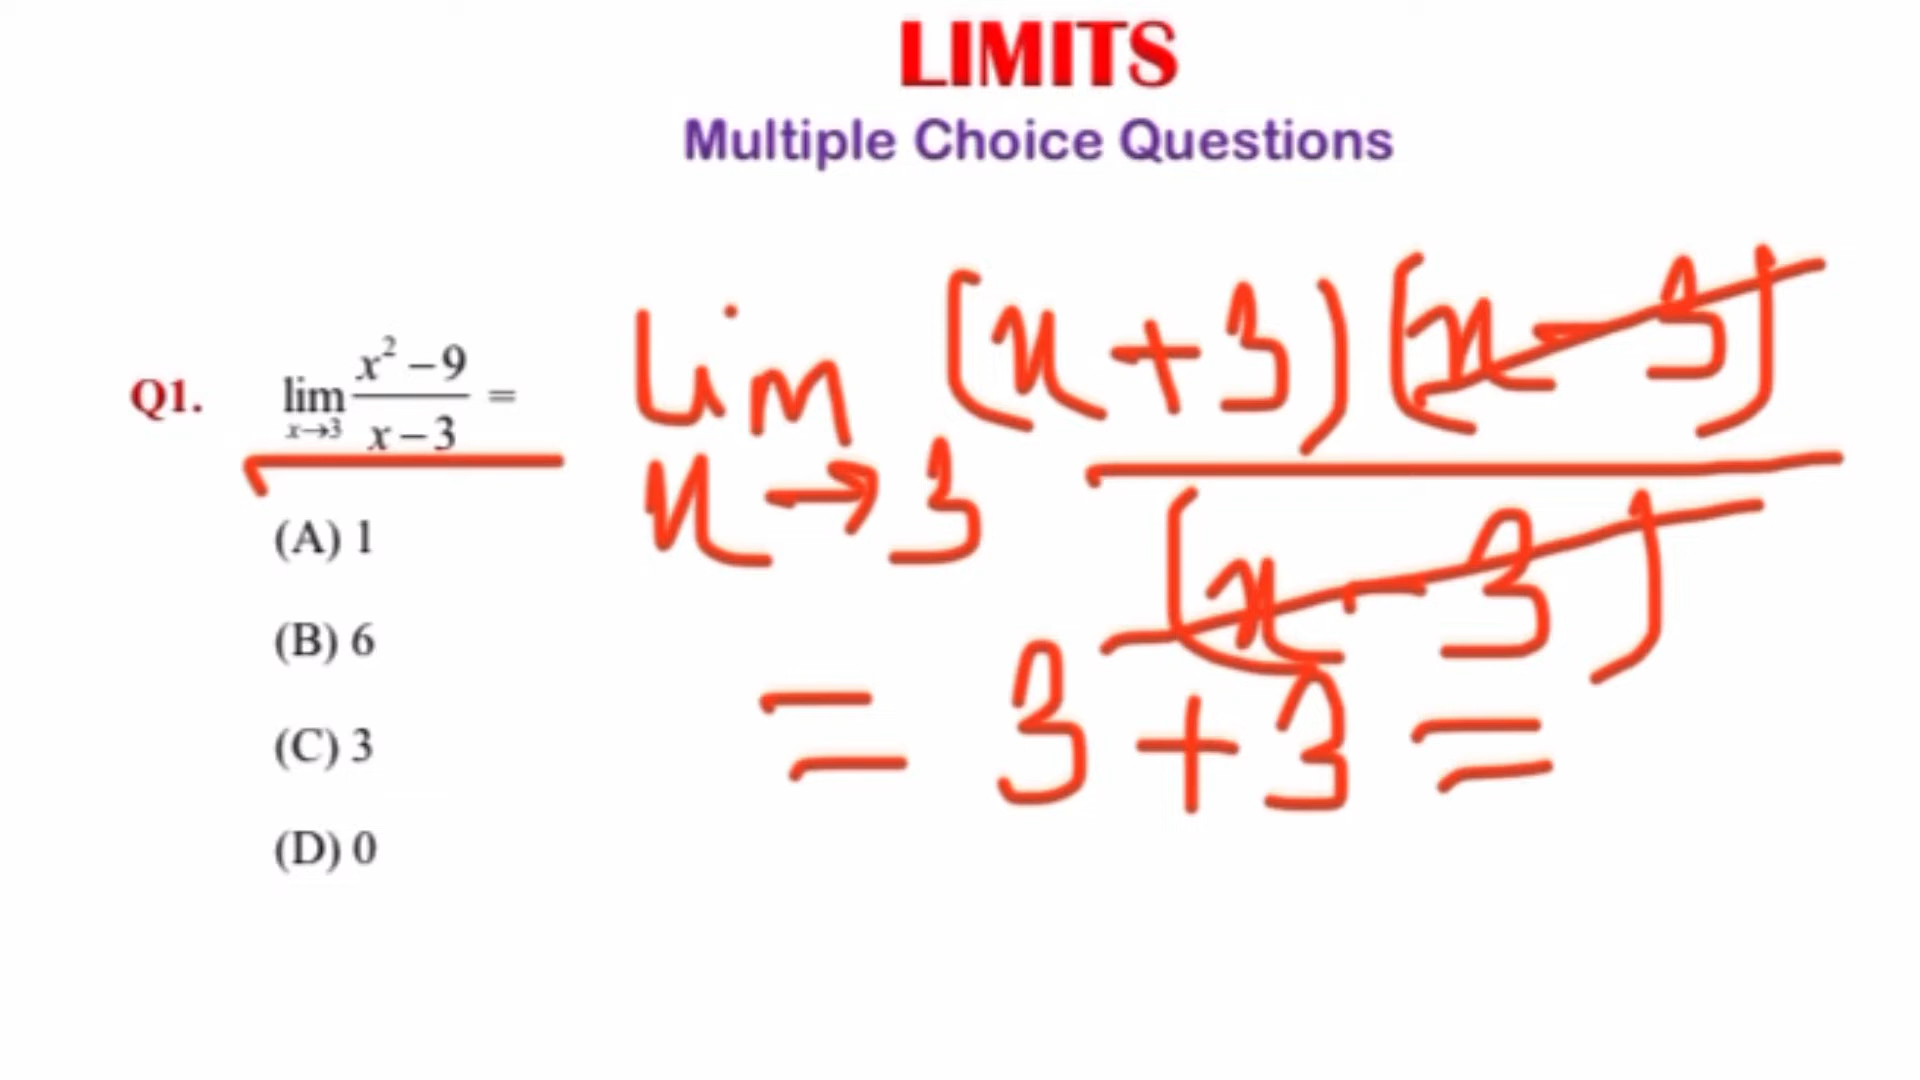 LIMITS
Multiple Choice Questions
Q1. lim x→3 x² − 9 / x − 3 =
(A) 1
(B) 6
(C) 3
(D) 0
lim x→3 (x+3)(x−3) / (x−3)
= 3+3 =